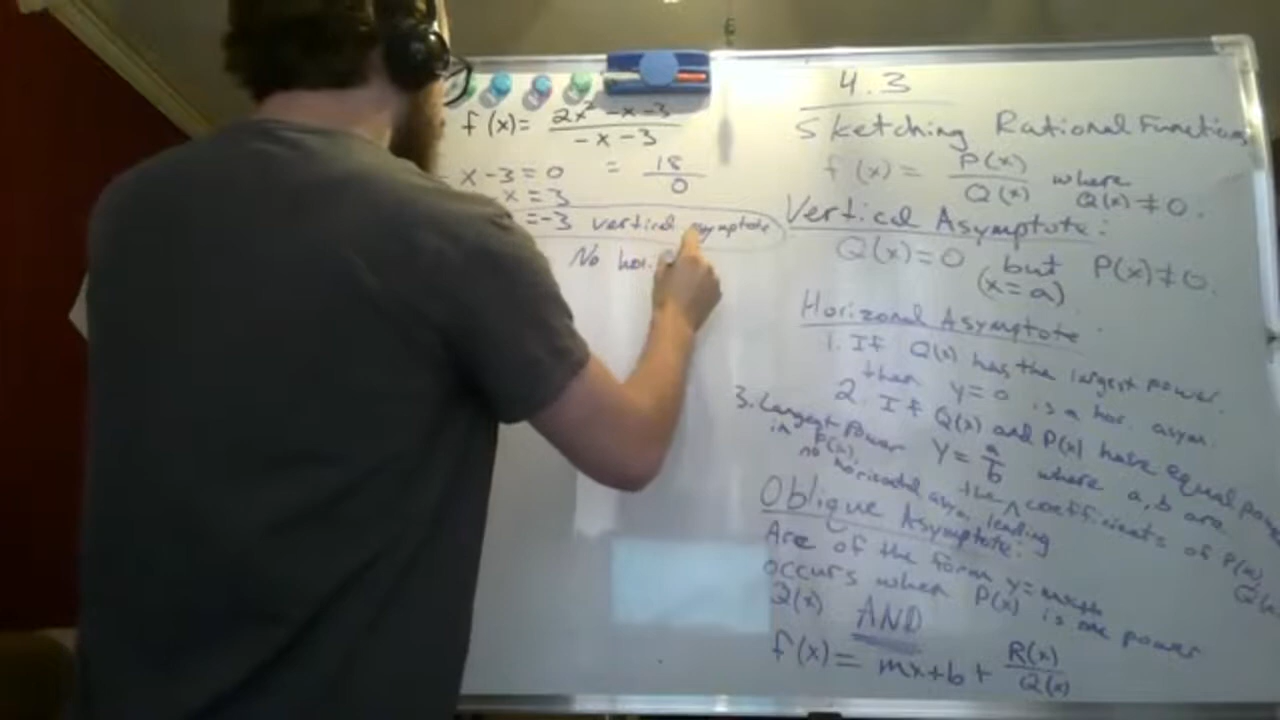 f(x) = 2x² -x-3
-x-3
x-3=0 = 18
0
x=3
=-3 vertical asymptote
No hor.
4.3
Sketching Rational Functions
f(x) = P(x) where
Q(x) Q(x) ≠ 0.
Vertical Asymptote:
Q(x)=0 but P(x)≠0.
(x=a)
Horizonal Asymptote
1. If Q(x) has the largest power.
then y=0 is a hor. asym.
2. If Q(x) and P(x) have equal power
y = a/b where a, b are
the ^ coefficients of P(x)
leading
3. Largest power
in P(x),
no horizontal asym.
Oblique Asymptote:
Are of the form y=mx+b
occurs when P(x) is one power
Q(x) AND
f(x) = mx+b+ R(x)
Q(x)